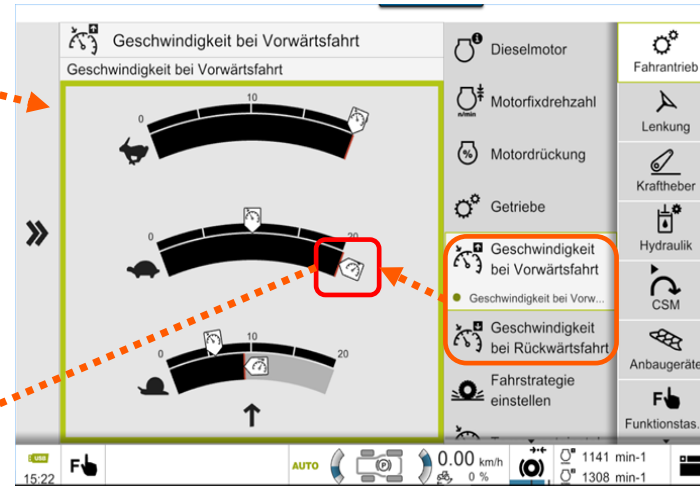 Geschwindigkeit bei Vorwärtsfahrt
Geschwindigkeit bei Vorwärtsfahrt
0
10
0
20
0
10
20
Dieselmotor
n/min
Motorfixdrehzahl
%
Motordrückung
Getriebe
Geschwindigkeit
bei Vorwärtsfahrt
Geschwindigkeit bei Vorw...
Geschwindigkeit
bei Rückwärtsfahrt
Fahrstrategie
einstellen
Fahrantrieb
Lenkung
Kraftheber
Hydraulik
CSM
Anbaugeräte
F
Funktionstas.
USB
15:22
F
AUTO
0.00 km/h
0 %
1141 min-1
1308 min-1